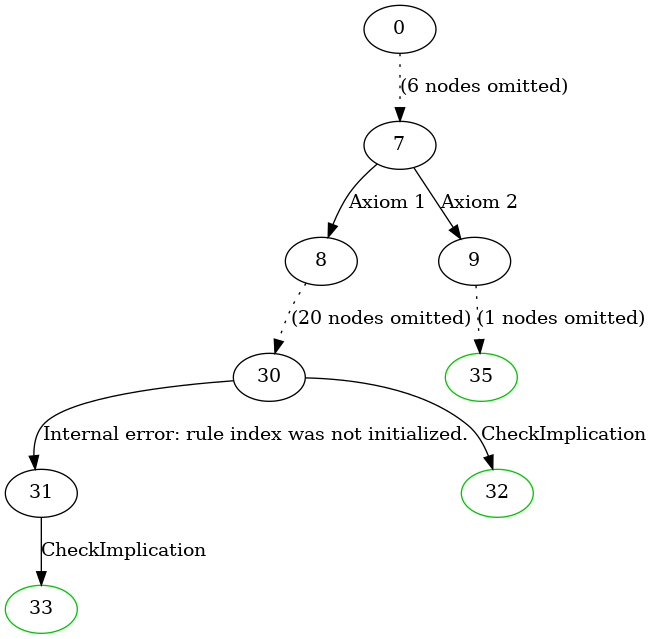 0
(6 nodes omitted)
7
Axiom 1
Axiom 2
8
9
(20 nodes omitted)
(1 nodes omitted)
30
35
Internal error: rule index was not initialized.
CheckImplication
31
32
CheckImplication
33